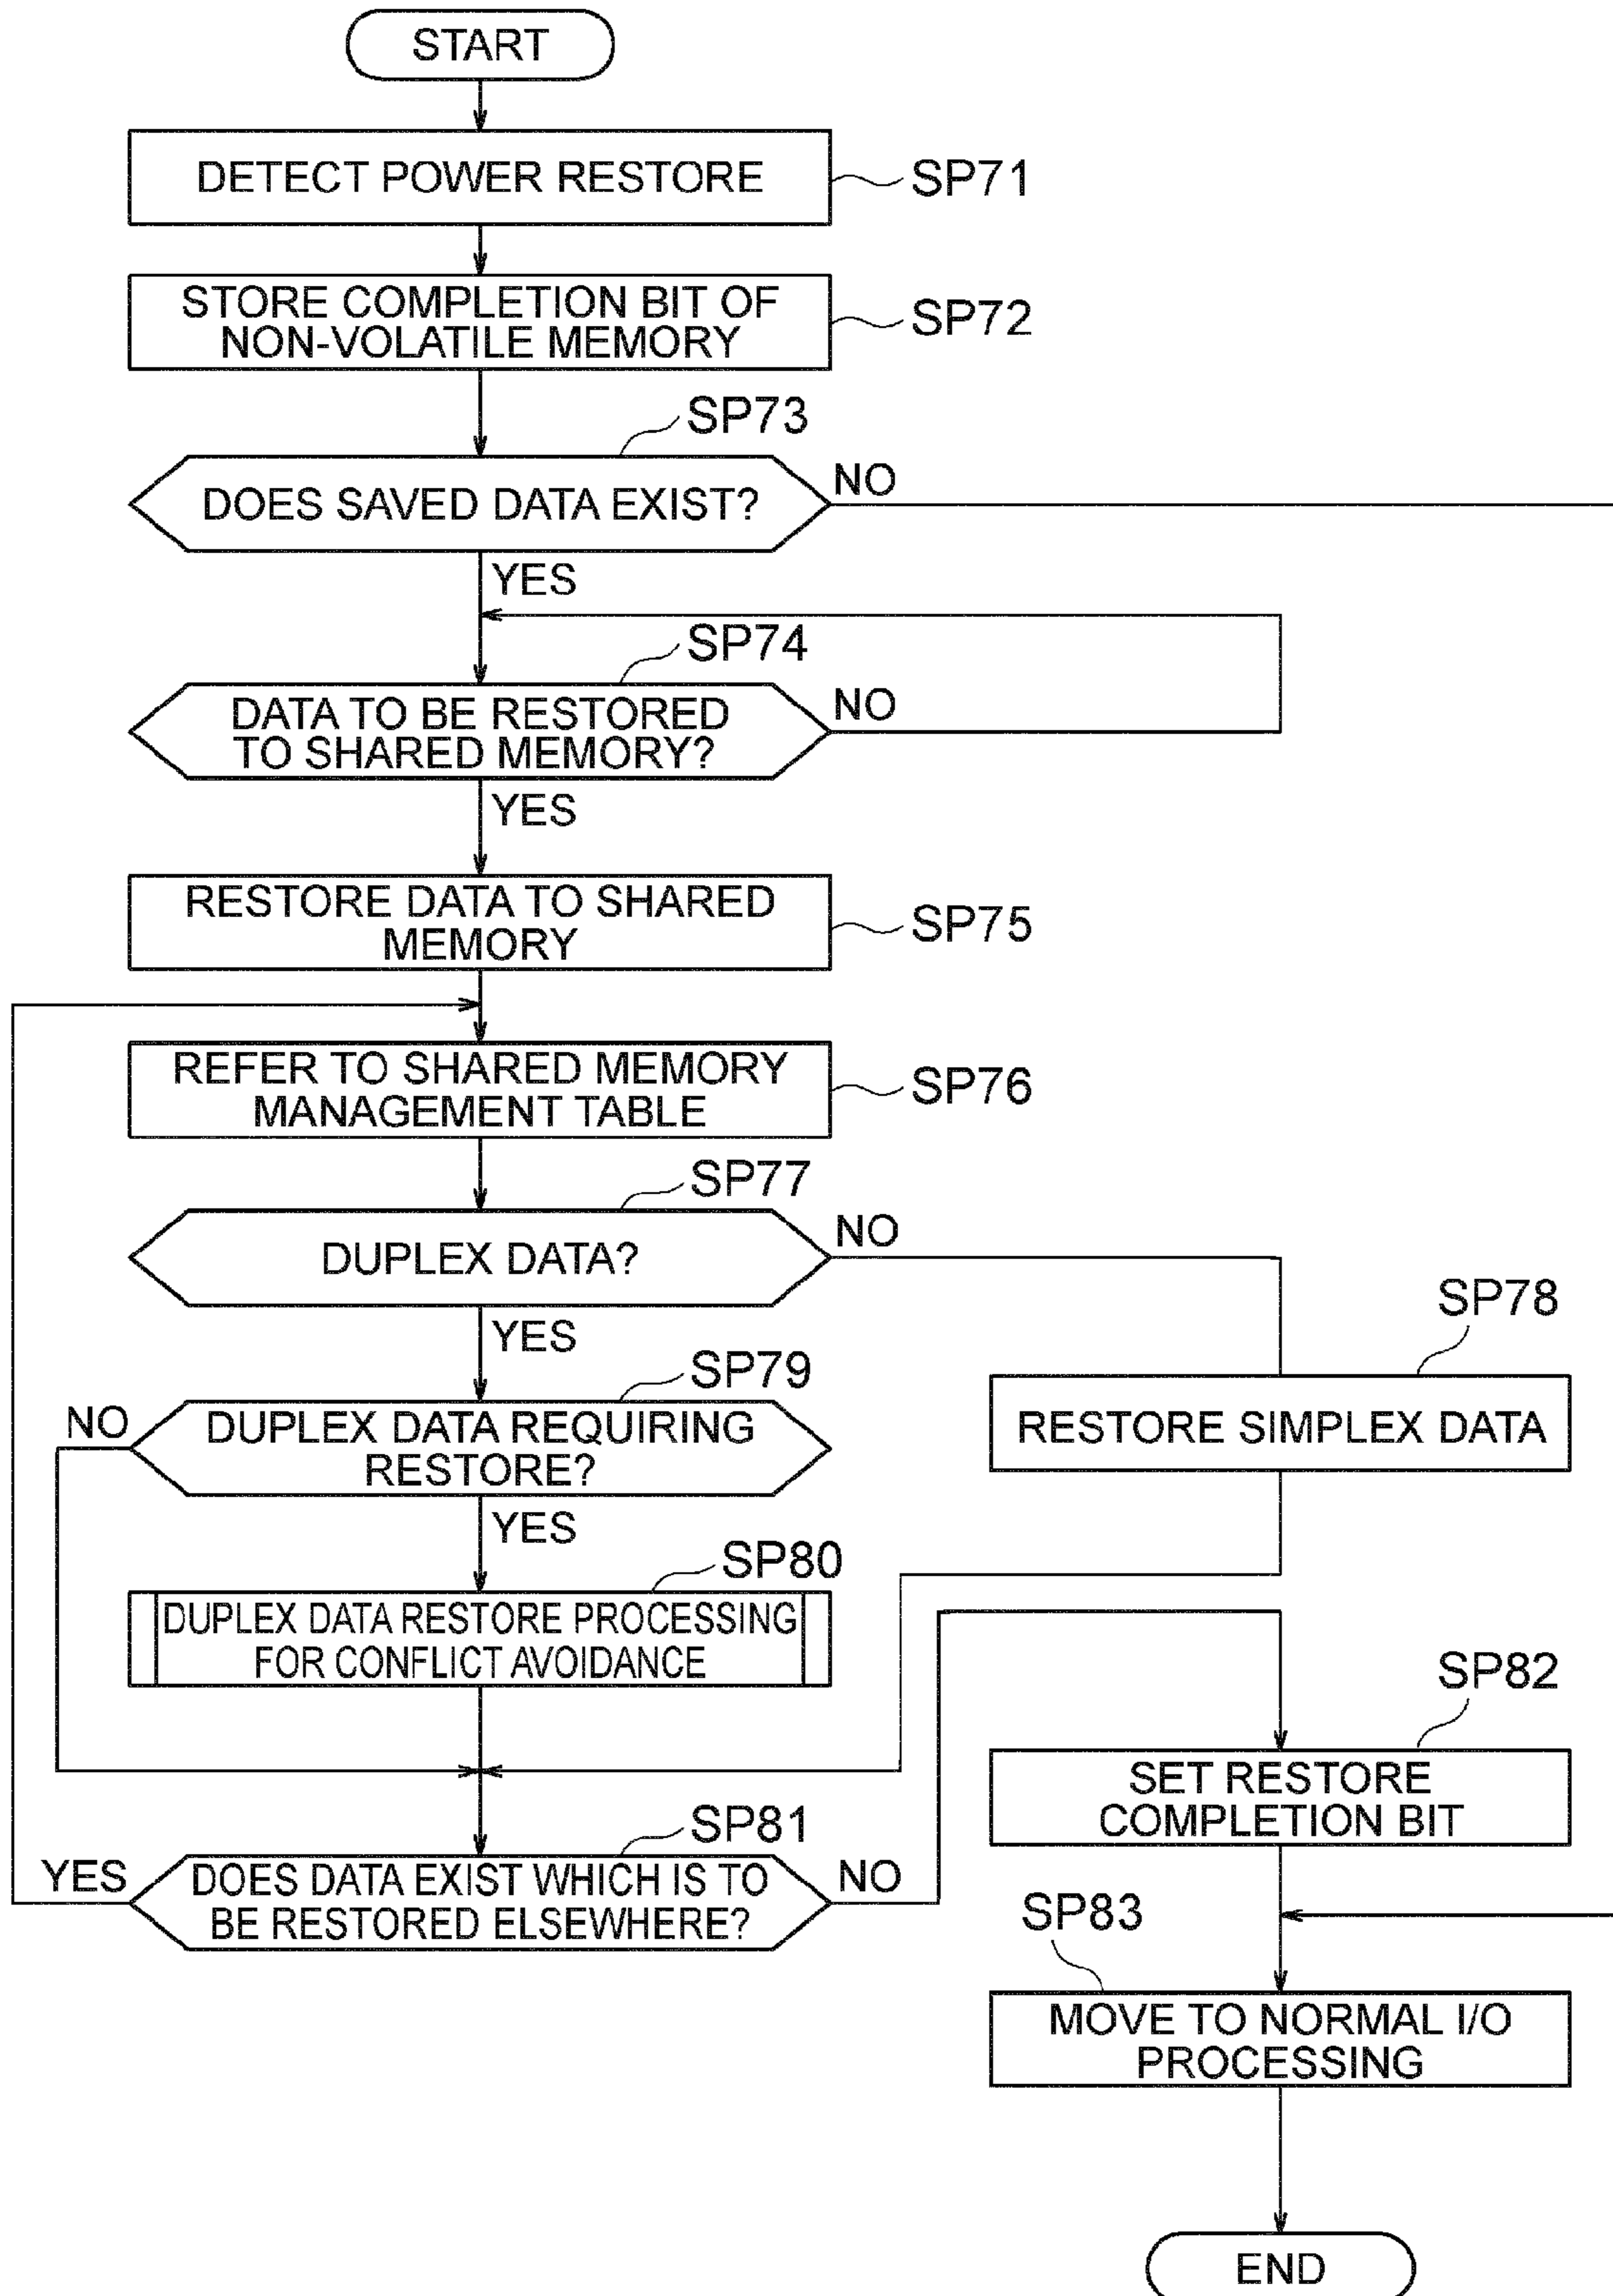 START
DETECT POWER RESTORE
SP71
STORE COMPLETION BIT OF
NON-VOLATILE MEMORY
SP72
SP73
DOES SAVED DATA EXIST?
NO
YES
SP74
DATA TO BE RESTORED
TO SHARED MEMORY?
NO
YES
RESTORE DATA TO SHARED
MEMORY
SP75
REFER TO SHARED MEMORY
MANAGEMENT TABLE
SP76
SP77
DUPLEX DATA?
NO
YES
SP78
RESTORE SIMPLEX DATA
SP79
NO
DUPLEX DATA REQUIRING
RESTORE?
YES
SP80
DUPLEX DATA RESTORE PROCESSING
FOR CONFLICT AVOIDANCE
SP81
YES
DOES DATA EXIST WHICH IS TO
BE RESTORED ELSEWHERE?
NO
SP82
SET RESTORE
COMPLETION BIT
SP83
MOVE TO NORMAL I/O
PROCESSING
END